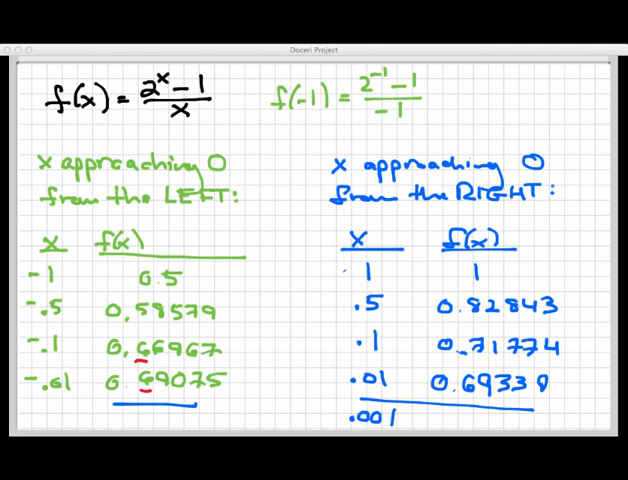 Doceri Project
f(x) = (2^x - 1)/x
f(-1) = (2^-1 - 1)/-1
x approaching 0
from the LEFT:
x f(x)
-1 0.5
-.5 0.58579
-.1 0.66967
-.01 0.69075
x approaching 0
from the RIGHT:
x f(x)
1 1
.5 0.82843
.1 0.71774
.01 0.69339
.001